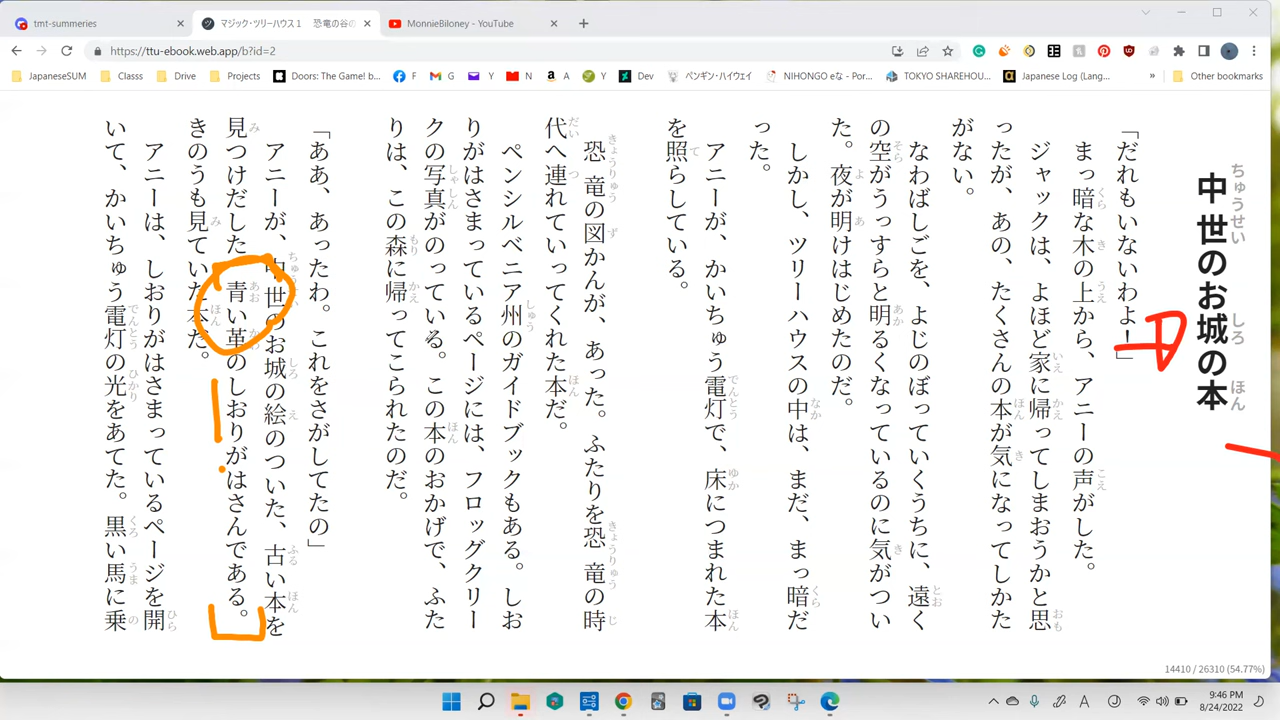 tmt-summeries
マジック・ツリーハウス1 恐竜の谷の
MonnieBiloney - YouTube
https://ttu-ebook.web.app/b?id=2
JapaneseSUM
Classs
Drive
Projects
Doors: The Game! b...
F
G
Y
N
A
Y
Dev
ペンギン・ハイウェイ
NIHONGO eな - Por...
TOKYO SHAREHOU...
Japanese Log (Lang...
»
Other bookmarks
中世のお城の本
「だれもいないわよ!」
まっ暗な木の上から、アニーの声がした。
ジャックは、よほど家に帰ってしまおうかと思
ったが、あの、たくさんの本が気になってしかた
がない。
なわばしごを、よじのぼっていくうちに、遠く
の空がうっすらと明るくなっているのに気がつい
た。夜が明けはじめたのだ。
しかし、ツリーハウスの中は、まだ、まっ暗だ
った。
アニーが、かいちゅう電灯で、床につまれた本
を照らしている。
恐竜の図かんが、あった。ふたりを恐竜の時
代へ連れていってくれた本だ。
ペンシルベニア州のガイドブックもある。しお
りがはさまっているページには、フロッグクリー
クの写真がのっている。この本のおかげで、ふた
りは、この森に帰ってこられたのだ。
「ああ、あったわ。これをさがしてたの」
アニーが、中世のお城の絵のついた、古い本を
見つけだした。青い革のしおりがはさんである。
きのうも見ていた本だ。
アニーは、しおりがはさまっているページを開
いて、かいちゅう電灯の光をあてた。黒い馬に乗
14410 / 26310 (54.77%)
A
9:46 PM
8/24/2022